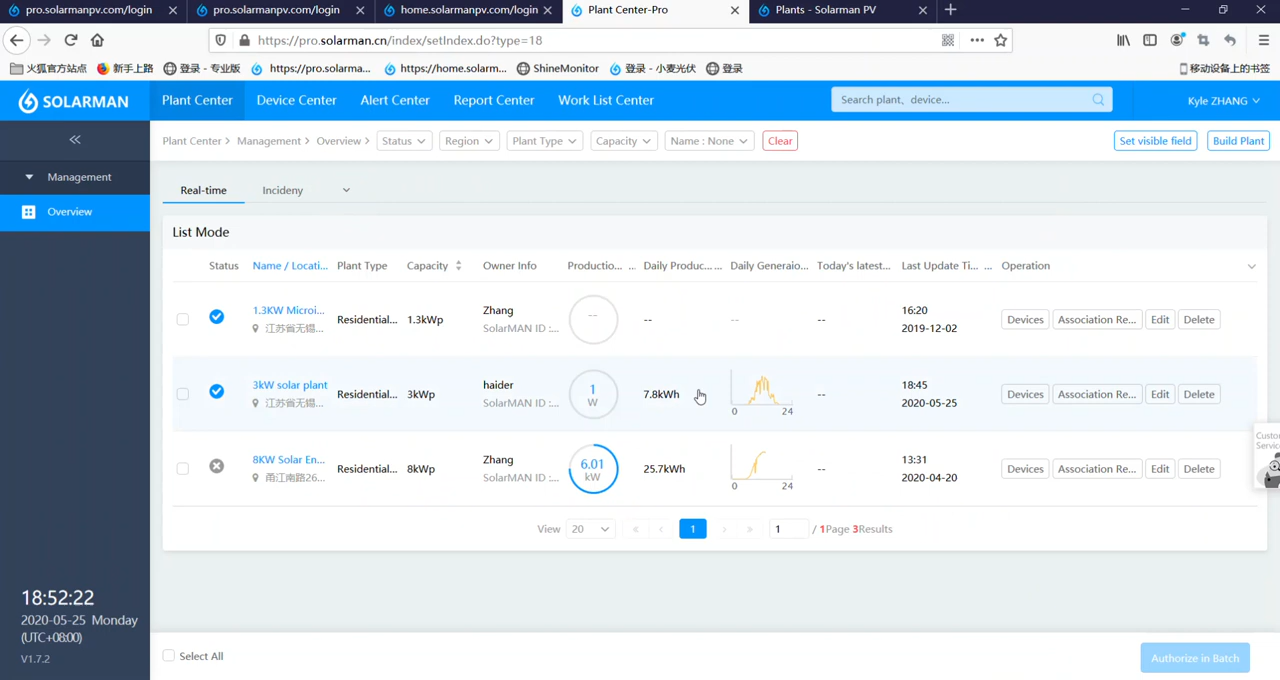 pro.solarmanpv.com/login
pro.solarmanpv.com/login
home.solarmanpv.com/login
Plant Center-Pro
Plants - Solarman PV
https://pro.solarman.cn/index/setIndex.do?type=18
火狐官方站点 新手上路 登录 - 专业版 https://pro.solarma... https://home.solarm... ShineMonitor 登录 - 小麦光伏 登录 移动设备上的书签
SOLARMAN Plant Center Device Center Alert Center Report Center Work List Center Search plant、device... Kyle ZHANG
Plant Center > Management > Overview > Status Region Plant Type Capacity Name : None Clear Set visible field Build Plant
Management
Overview
Real-time Incideny
List Mode
Status Name / Locati... Plant Type Capacity Owner Info Productio... ... Daily Produc... ... Daily Generaio... Today's latest... Last Update Ti... ... Operation
1.3KW Microi...
江苏省无锡...
Residential... 1.3kWp
Zhang
SolarMAN ID :...
-- -- -- --
16:20
2019-12-02
Devices Association Re... Edit Delete
3kW solar plant
江苏省无锡...
Residential... 3kWp
haider
SolarMAN ID :...
1
W
7.8kWh
0 24
--
18:45
2020-05-25
Devices Association Re... Edit Delete
8KW Solar En...
甬江南路26...
Residential... 8kWp
Zhang
SolarMAN ID :...
6.01
kW
25.7kWh
0 24
--
13:31
2020-04-20
Devices Association Re... Edit Delete
View 20 « ‹ 1 › » 1 / 1Page 3Results
Custo
Servic
18:52:22
2020-05-25 Monday
(UTC+08:00)
V1.7.2
Select All
Authorize in Batch